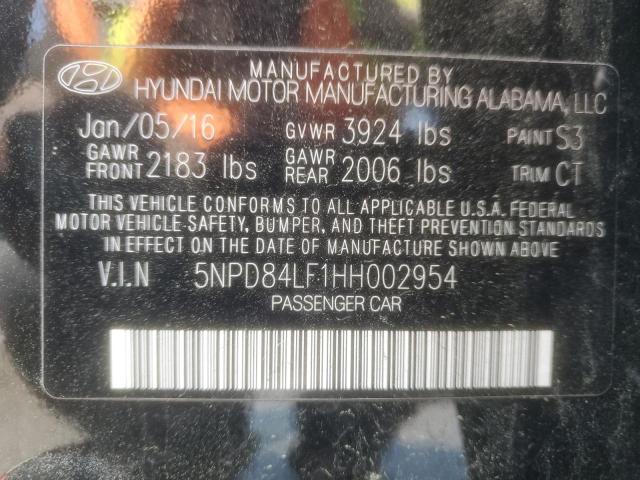 MANUFACTURED BY
HYUNDAI MOTOR MANUFACTURING ALABAMA, LLC
Jan/05/16 GVWR 3924 lbs PAINT S3
GAWR FRONT 2183 lbs GAWR REAR 2006 lbs TRIM CT
THIS VEHICLE CONFORMS TO ALL APPLICABLE U.S.A. FEDERAL
MOTOR VEHICLE-SAFETY, BUMPER, AND THEFT PREVENTION STANDARDS
IN EFFECT ON THE DATE OF MANUFACTURE SHOWN ABOVE.
V.I.N 5NPD84LF1HH002954
PASSENGER CAR